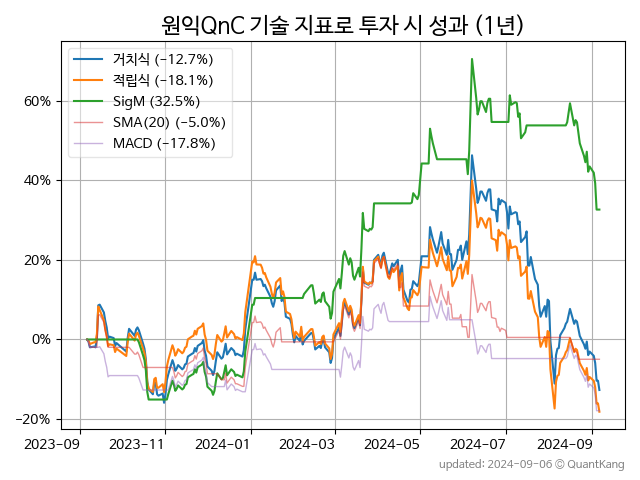 원익QnC 기술 지표로 투자 시 성과 (1년)
거치식 (−12.7%)
적립식 (−18.1%)
SigM (32.5%)
SMA(20) (−5.0%)
MACD (−17.8%)
60%
40%
20%
0%
−20%
2023-09 2023-11 2024-01 2024-03 2024-05 2024-07 2024-09
updated: 2024-09-06 © QuantKang